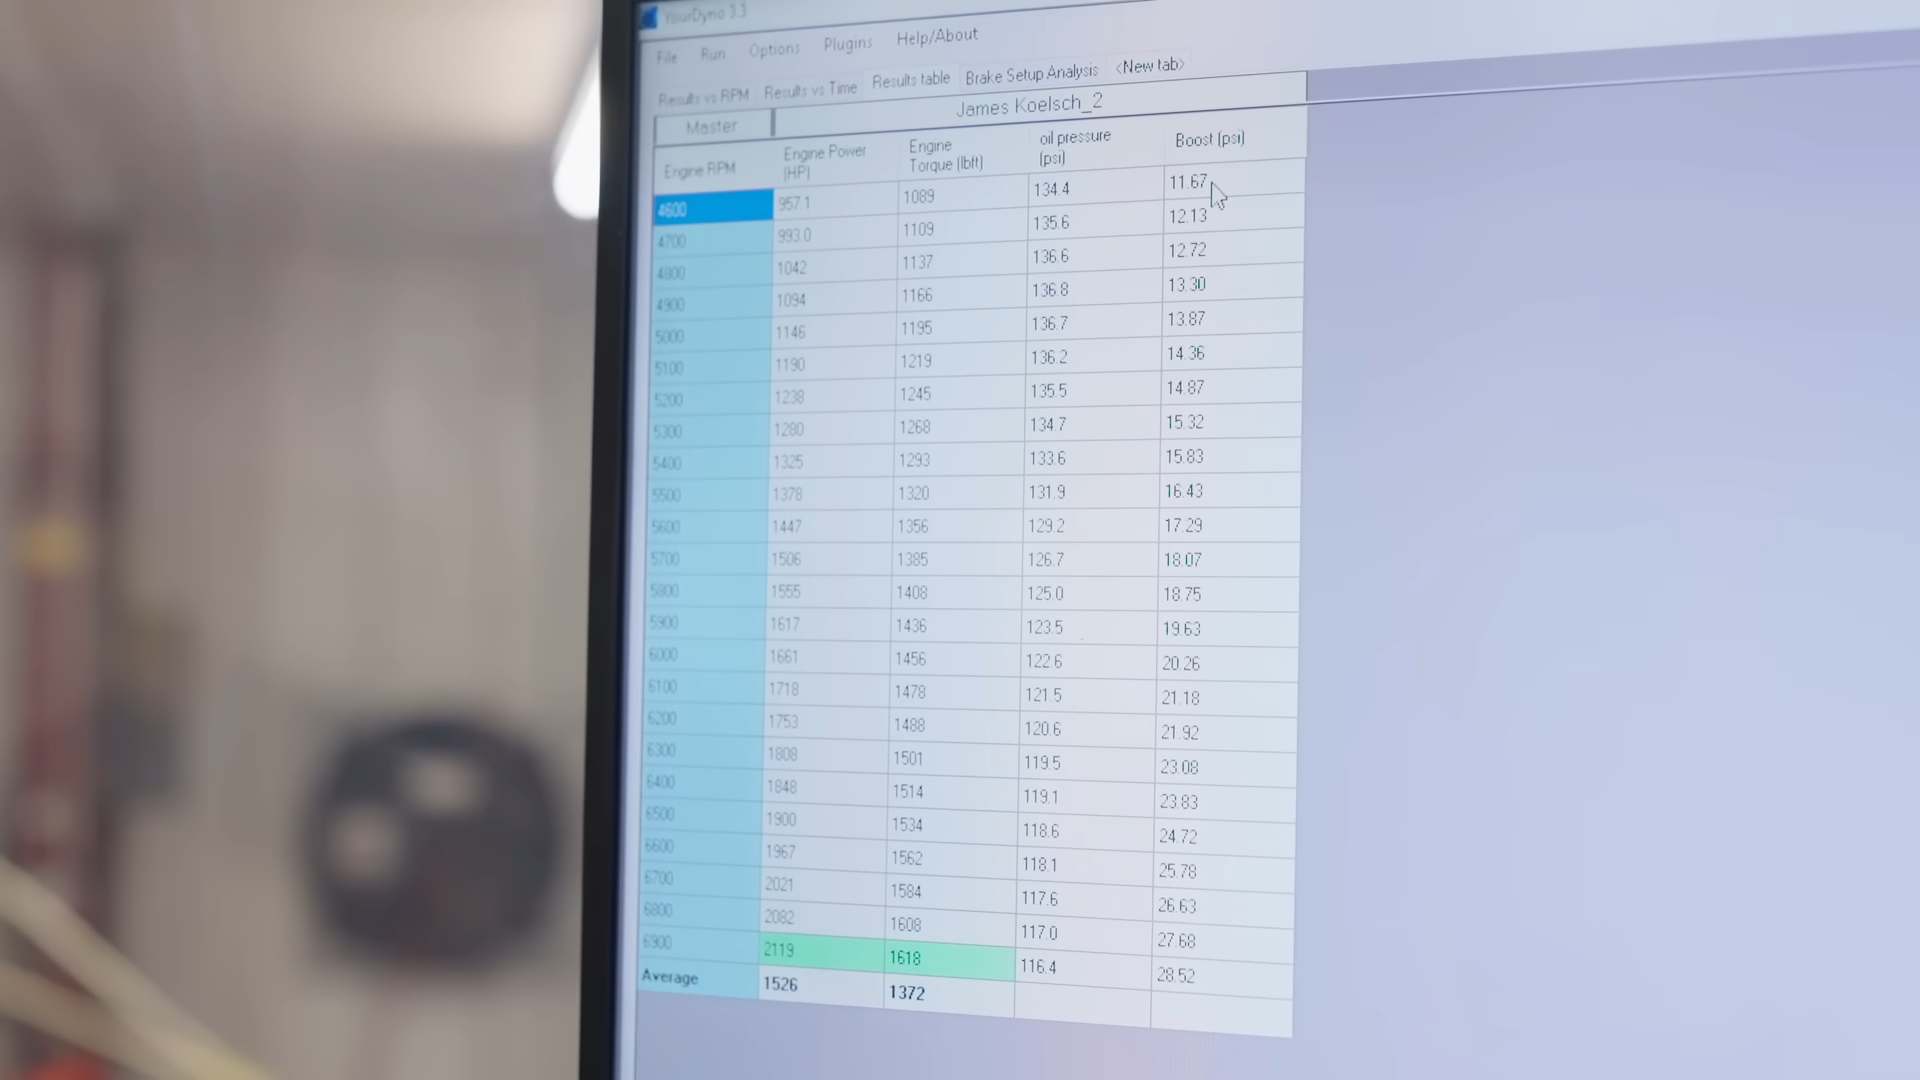 YourDyno 3.3
File Run Options Plugins Help/About
Results vs RPM Results vs Time Results table Brake Setup Analysis <New tab>
Master James Koelsch_2
Engine RPM Engine Power (HP) Engine Torque (lbft) oil pressure (psi) Boost (psi)
4600 957.1 1089 134.4 11.67
4700 993.0 1109 135.6 12.13
4800 1042 1137 136.6 12.72
4900 1094 1166 136.8 13.30
5000 1146 1195 136.7 13.87
5100 1190 1219 136.2 14.36
5200 1238 1245 135.5 14.87
5300 1280 1268 134.7 15.32
5400 1325 1293 133.6 15.83
5500 1378 1320 131.9 16.43
5600 1447 1356 129.2 17.29
5700 1506 1385 126.7 18.07
5800 1555 1408 125.0 18.75
5900 1617 1436 123.5 19.63
6000 1661 1456 122.6 20.26
6100 1718 1478 121.5 21.18
6200 1753 1488 120.6 21.92
6300 1808 1501 119.5 23.08
6400 1848 1514 119.1 23.83
6500 1900 1534 118.6 24.72
6600 1967 1562 118.1 25.78
6700 2021 1584 117.6 26.63
6800 2082 1608 117.0 27.68
6900 2119 1618 116.4 28.52
Average 1526 1372